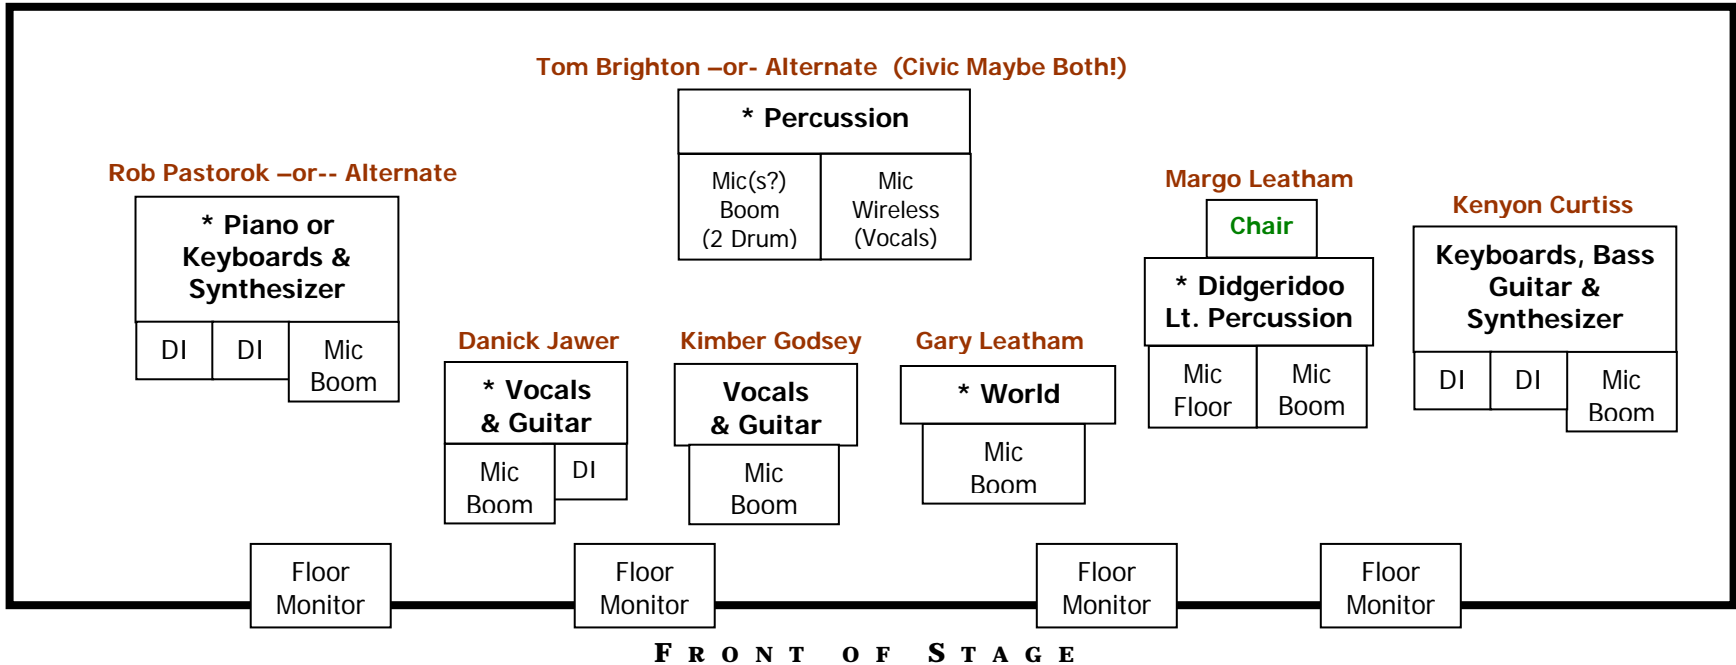 Tom Brighton –or- Alternate  (Civic Maybe Both!)
* Percussion
Mic(s?)
Boom
(2 Drum)
Mic
Wireless
(Vocals)
Rob Pastorok –or-- Alternate
* Piano or
Keyboards &
Synthesizer
DI
DI
Mic
Boom
Danick Jawer
* Vocals
& Guitar
Mic
Boom
DI
Kimber Godsey
Vocals
& Guitar
Mic
Boom
Gary Leatham
* World
Mic
Boom
Margo Leatham
Chair
* Didgeridoo
Lt. Percussion
Mic
Floor
Mic
Boom
Kenyon Curtiss
Keyboards, Bass
Guitar &
Synthesizer
DI
DI
Mic
Boom
Floor
Monitor
Floor
Monitor
Floor
Monitor
Floor
Monitor
FRONT OF STAGE